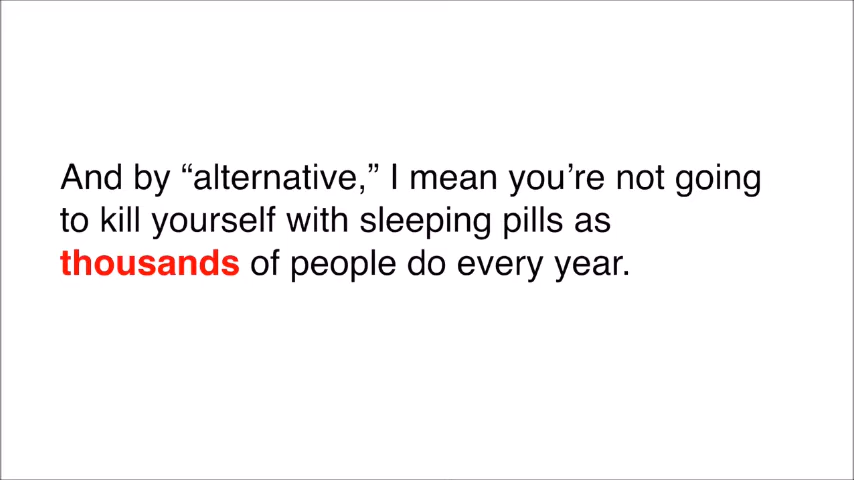 And by “alternative,” I mean you’re not going
to kill yourself with sleeping pills as
thousands of people do every year.